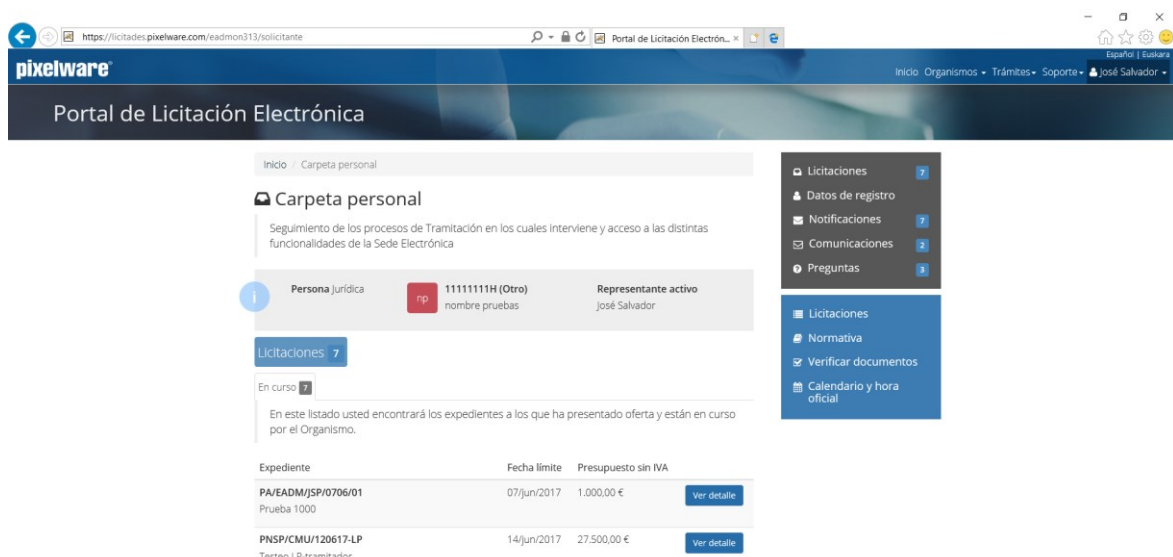 https://licitades.pixelware.com/eadmon313/solicitante
Portal de Licitación Electrón...
Español | Euskara
pixelware
Inicio Organismos Trámites Soporte José Salvador
Portal de Licitación Electrónica
Inicio / Carpeta personal
Carpeta personal
Seguimiento de los procesos de Tramitación en los cuales interviene y acceso a las distintas
funcionalidades de la Sede Electrónica
i
Persona Jurídica
np
11111111H (Otro)
nombre pruebas
Representante activo
José Salvador
Licitaciones 7
En curso 7
En este listado usted encontrará los expedientes a los que ha presentado oferta y están en curso
por el Organismo.
Expediente Fecha límite Presupuesto sin IVA
PA/EADM/JSP/0706/01 07/jun/2017 1.000,00 € Ver detalle
Prueba 1000
PNSP/CMU/120617-LP 14/jun/2017 27.500,00 € Ver detalle
Testeo LP-tramitador
Licitaciones 7
Datos de registro
Notificaciones 7
Comunicaciones 2
Preguntas 3
Licitaciones
Normativa
Verificar documentos
Calendario y hora
oficial